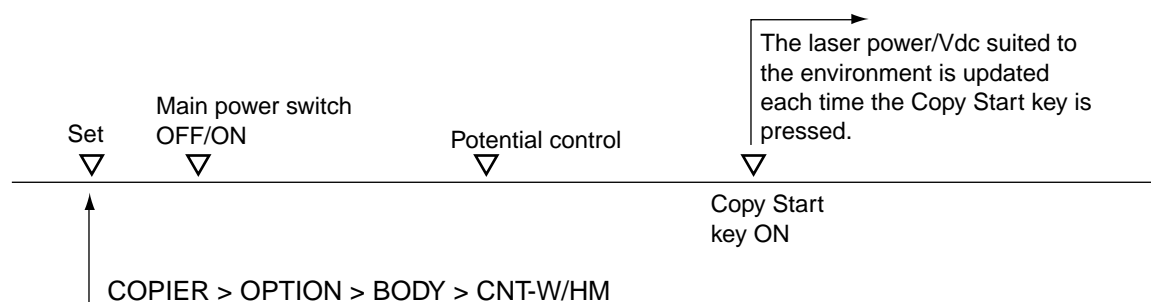 The laser power/Vdc suited to
the environment is updated
each time the Copy Start key is
pressed.
Main power switch
OFF/ON
Set
Potential control
Copy Start
key ON
COPIER > OPTION > BODY > CNT-W/HM